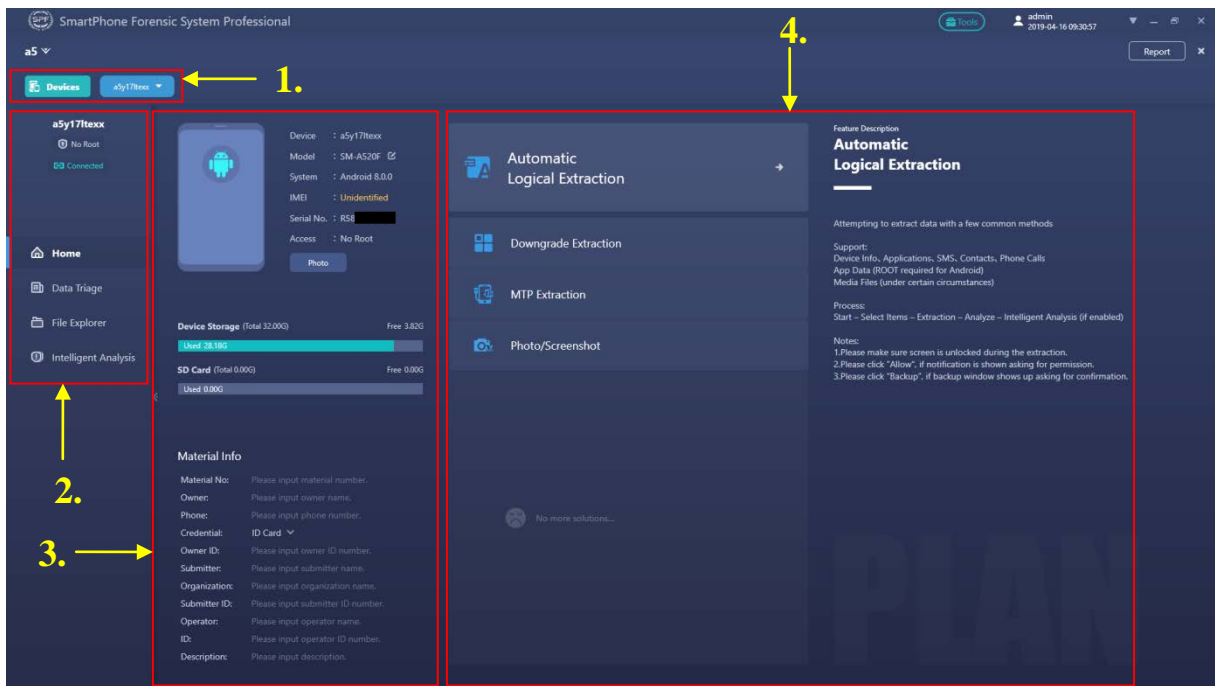 SPF SmartPhone Forensic System Professional
Tools
admin
2019-04-16 09:30:57
a5
Report
Devices
a5y17ltexx
1.
4.
a5y17ltexx
No Root
Connected
Home
Data Triage
File Explorer
Intelligent Analysis
2.
3.
Device : a5y17ltexx
Model : SM-A520F
System : Android 8.0.0
IMEI : Unidentified
Serial No. : R58
Access : No Root
Photo
Device Storage (Total 32.00G) Free 3.82G
Used 28.18G
SD Card (Total 0.00G) Free 0.00G
Used 0.00G
Material Info
Material No: Please input material number.
Owner: Please input owner name.
Phone: Please input phone number.
Credential: ID Card
Owner ID: Please input owner ID number.
Submitter: Please input submitter name.
Organization: Please input organization name.
Submitter ID: Please input submitter ID number.
Operator: Please input operator name.
ID: Please input operator ID number.
Description: Please input description.
Automatic
Logical Extraction
Downgrade Extraction
MTP Extraction
Photo/Screenshot
No more solutions...
Feature Description
Automatic
Logical Extraction
Attempting to extract data with a few common methods
Support:
Device Info、Applications、SMS、Contacts、Phone Calls
App Data (ROOT required for Android)
Media Files (under certain circumstances)
Process:
Start – Select Items – Extraction – Analyze – Intelligent Analysis (if enabled)
Notes:
1.Please make sure screen is unlocked during the extraction.
2.Please click "Allow", if notification is shown asking for permission.
3.Please click "Backup", if backup window shows up asking for confirmation.
PLAN